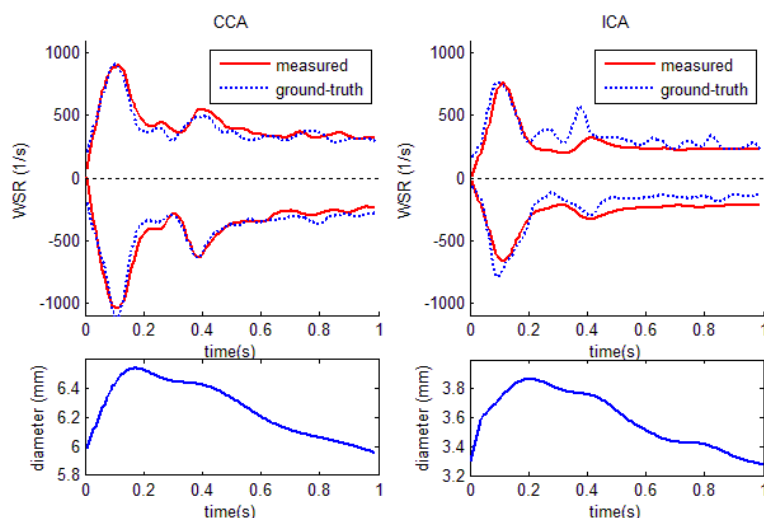 CCA
1000
500
0
-500
-1000
WSR (1/s)
measured
ground-truth
0 0.2 0.4 0.6 0.8 1
time(s)
ICA
1000
500
0
-500
-1000
WSR (1/s)
measured
ground-truth
0 0.2 0.4 0.6 0.8 1
time(s)
6.4
6.2
6
5.8
diameter (mm)
0 0.2 0.4 0.6 0.8 1
time(s)
3.8
3.6
3.4
3.2
diameter (mm)
0 0.2 0.4 0.6 0.8 1
time(s)